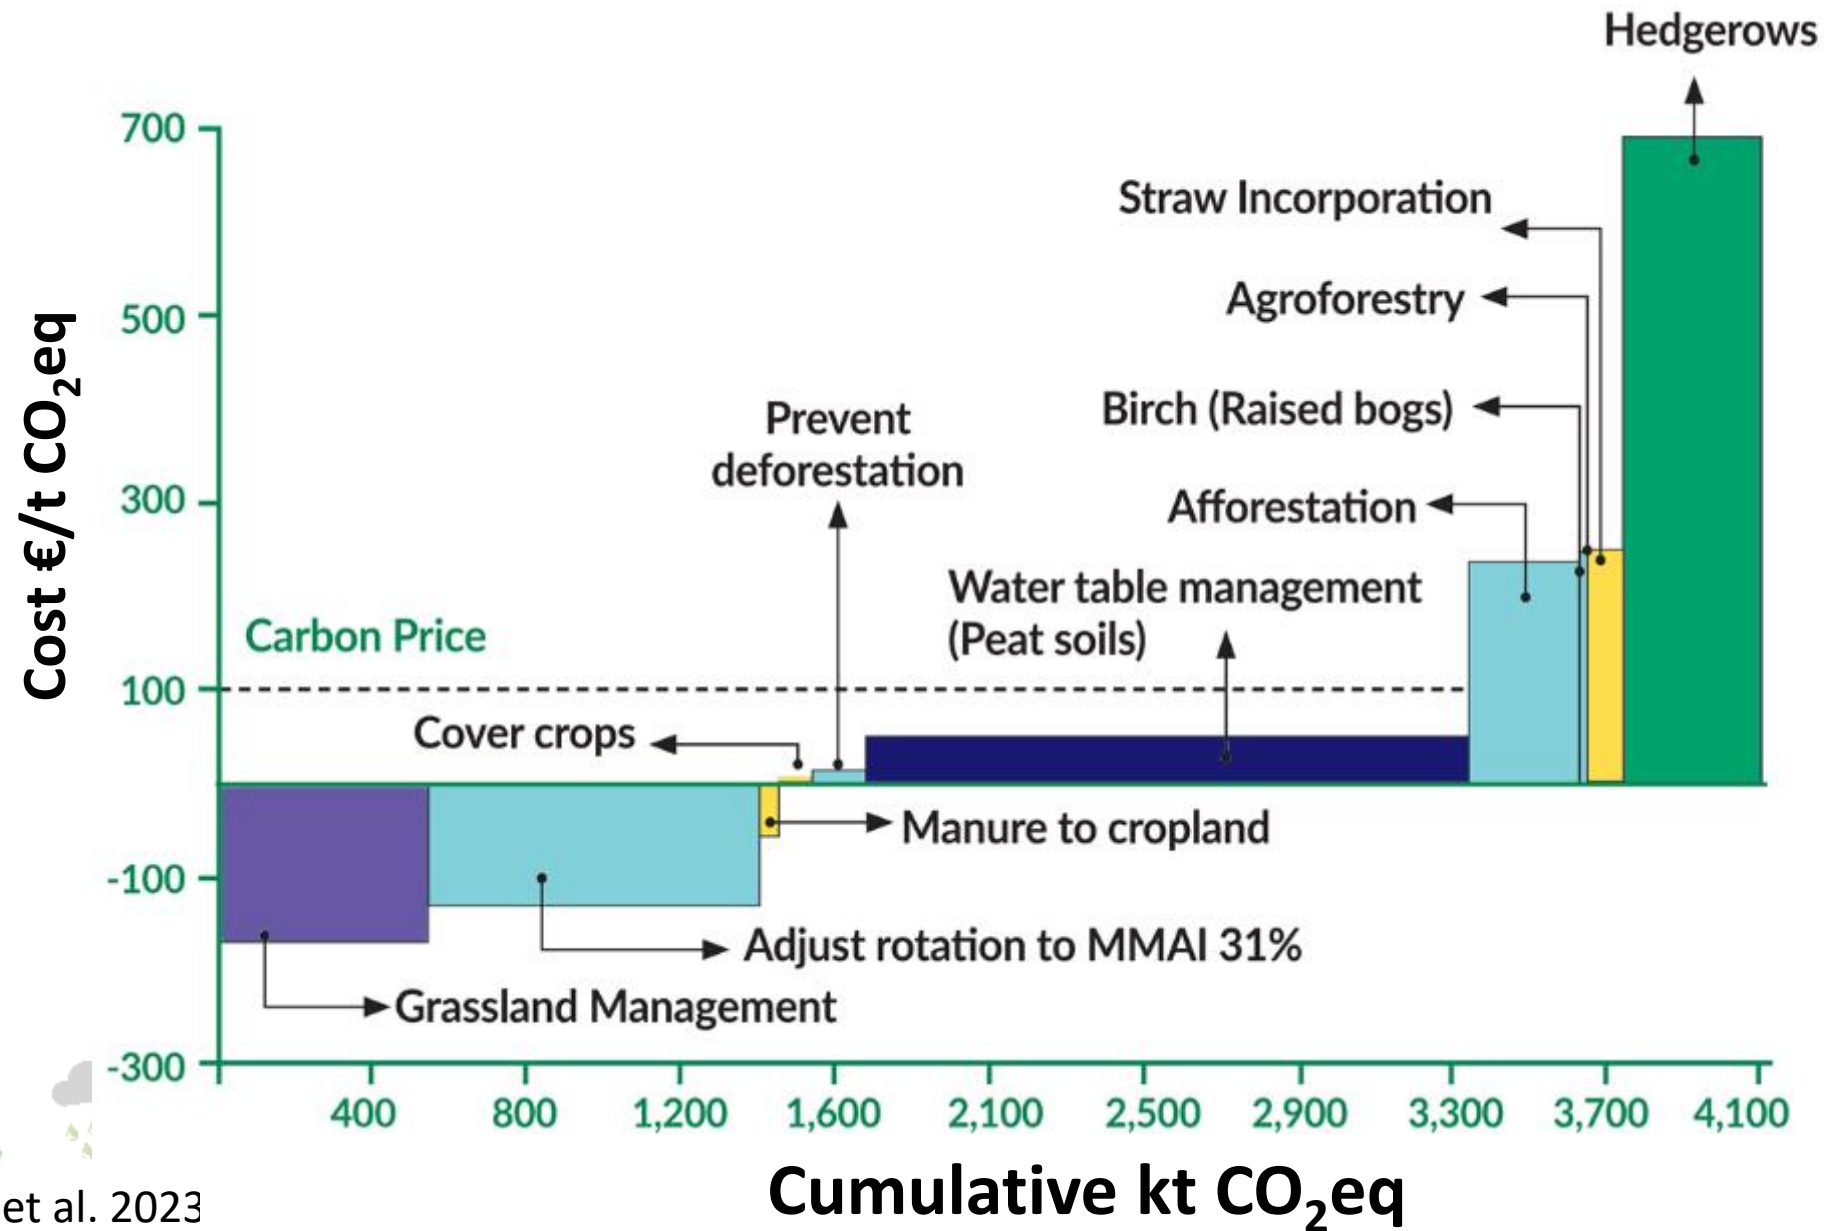 Hedgerows
700
Straw Incorporation
500
Agroforestry
Prevent
deforestation
Birch (Raised bogs)
300
Afforestation
Water table management
(Peat soils)
Carbon Price
100
Cover crops
Manure to cropland
-100
Adjust rotation to MMAI 31%
Grassland Management
-300
400 800 1,200 1,600 2,100 2,500 2,900 3,300 3,700 4,100
Cost €/t CO₂eq
Cumulative kt CO₂eq
et al. 2023